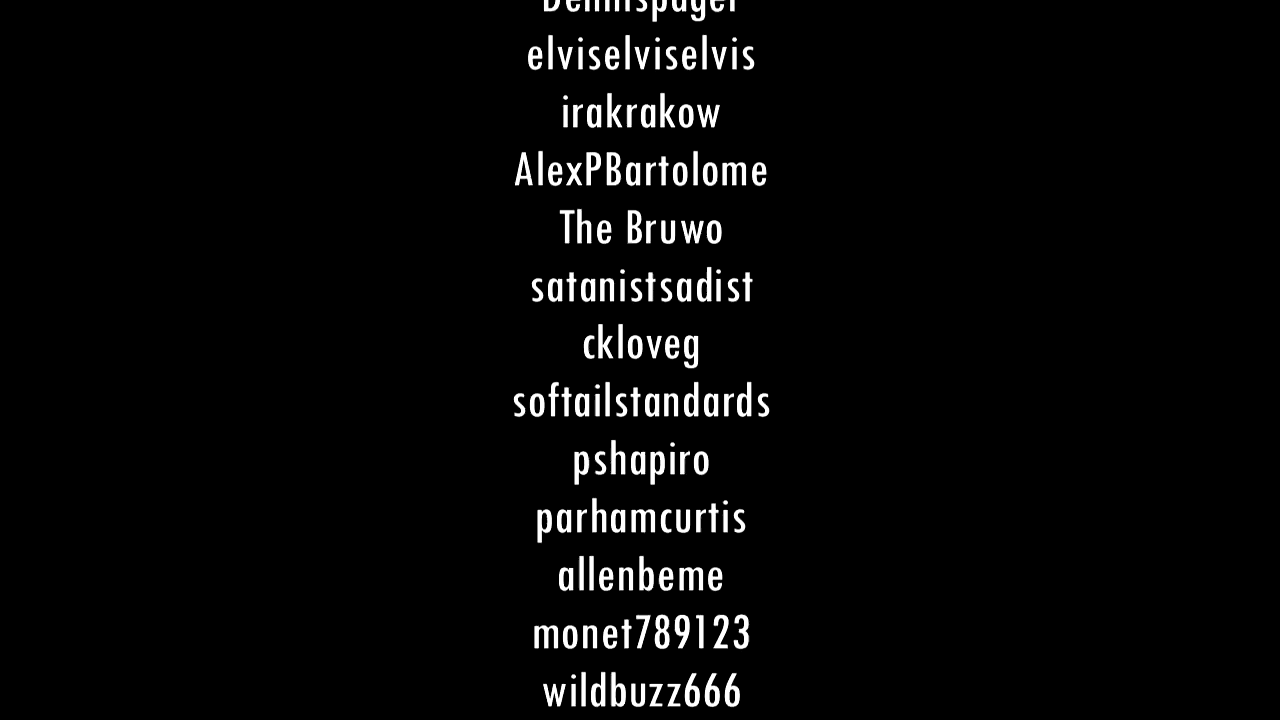 elviselviselvis
irakrakow
AlexPBartolome
The Bruwo
satanistsadist
ckloveg
softailstandards
pshapiro
parhamcurtis
allenbeme
monet789123
wildbuzz666